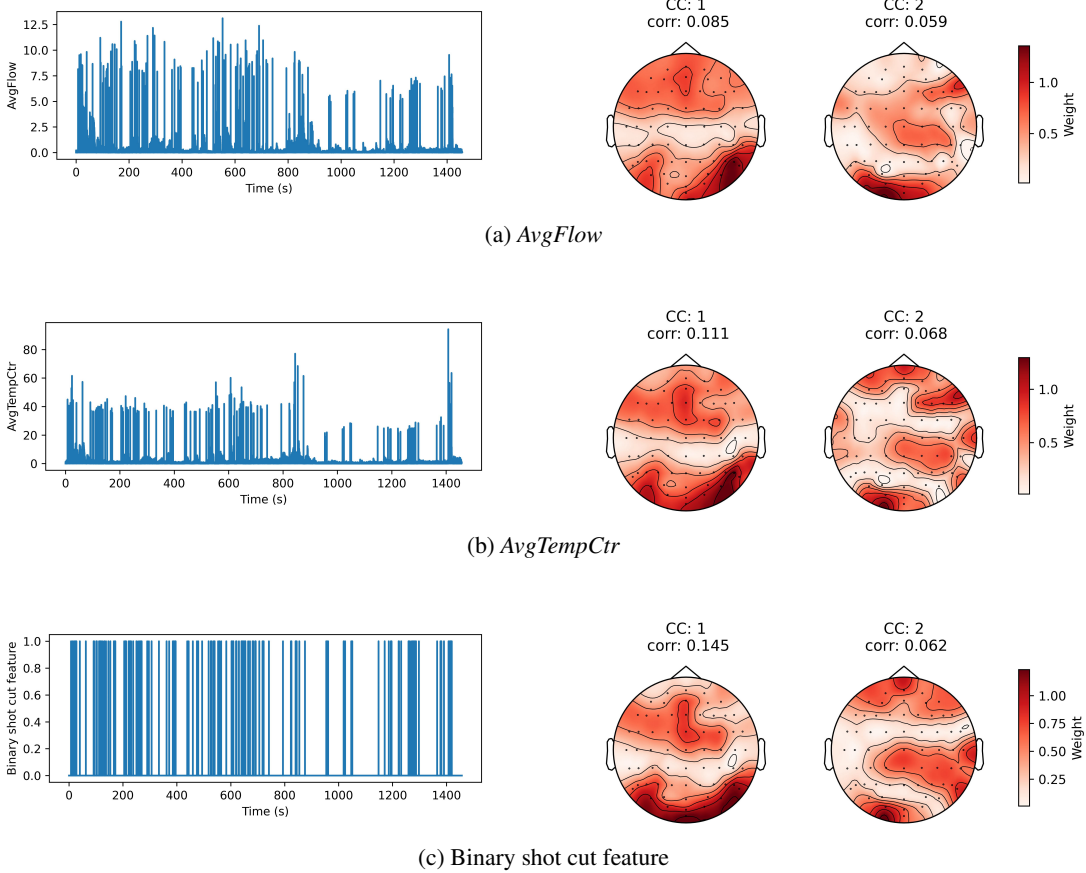 AvgFlow
12.5
10.0
7.5
5.0
2.5
0.0
0 200 400 600 800 1000 1200 1400
Time (s)
CC: 1
corr: 0.085
CC: 2
corr: 0.059
1.0
0.5
Weight
(a) AvgFlow
AvgTempCtr
80
60
40
20
0
0 200 400 600 800 1000 1200 1400
Time (s)
CC: 1
corr: 0.111
CC: 2
corr: 0.068
1.0
0.5
Weight
(b) AvgTempCtr
Binary shot cut feature
1.0
0.8
0.6
0.4
0.2
0.0
0 200 400 600 800 1000 1200 1400
Time (s)
CC: 1
corr: 0.145
CC: 2
corr: 0.062
1.00
0.75
0.50
0.25
Weight
(c) Binary shot cut feature